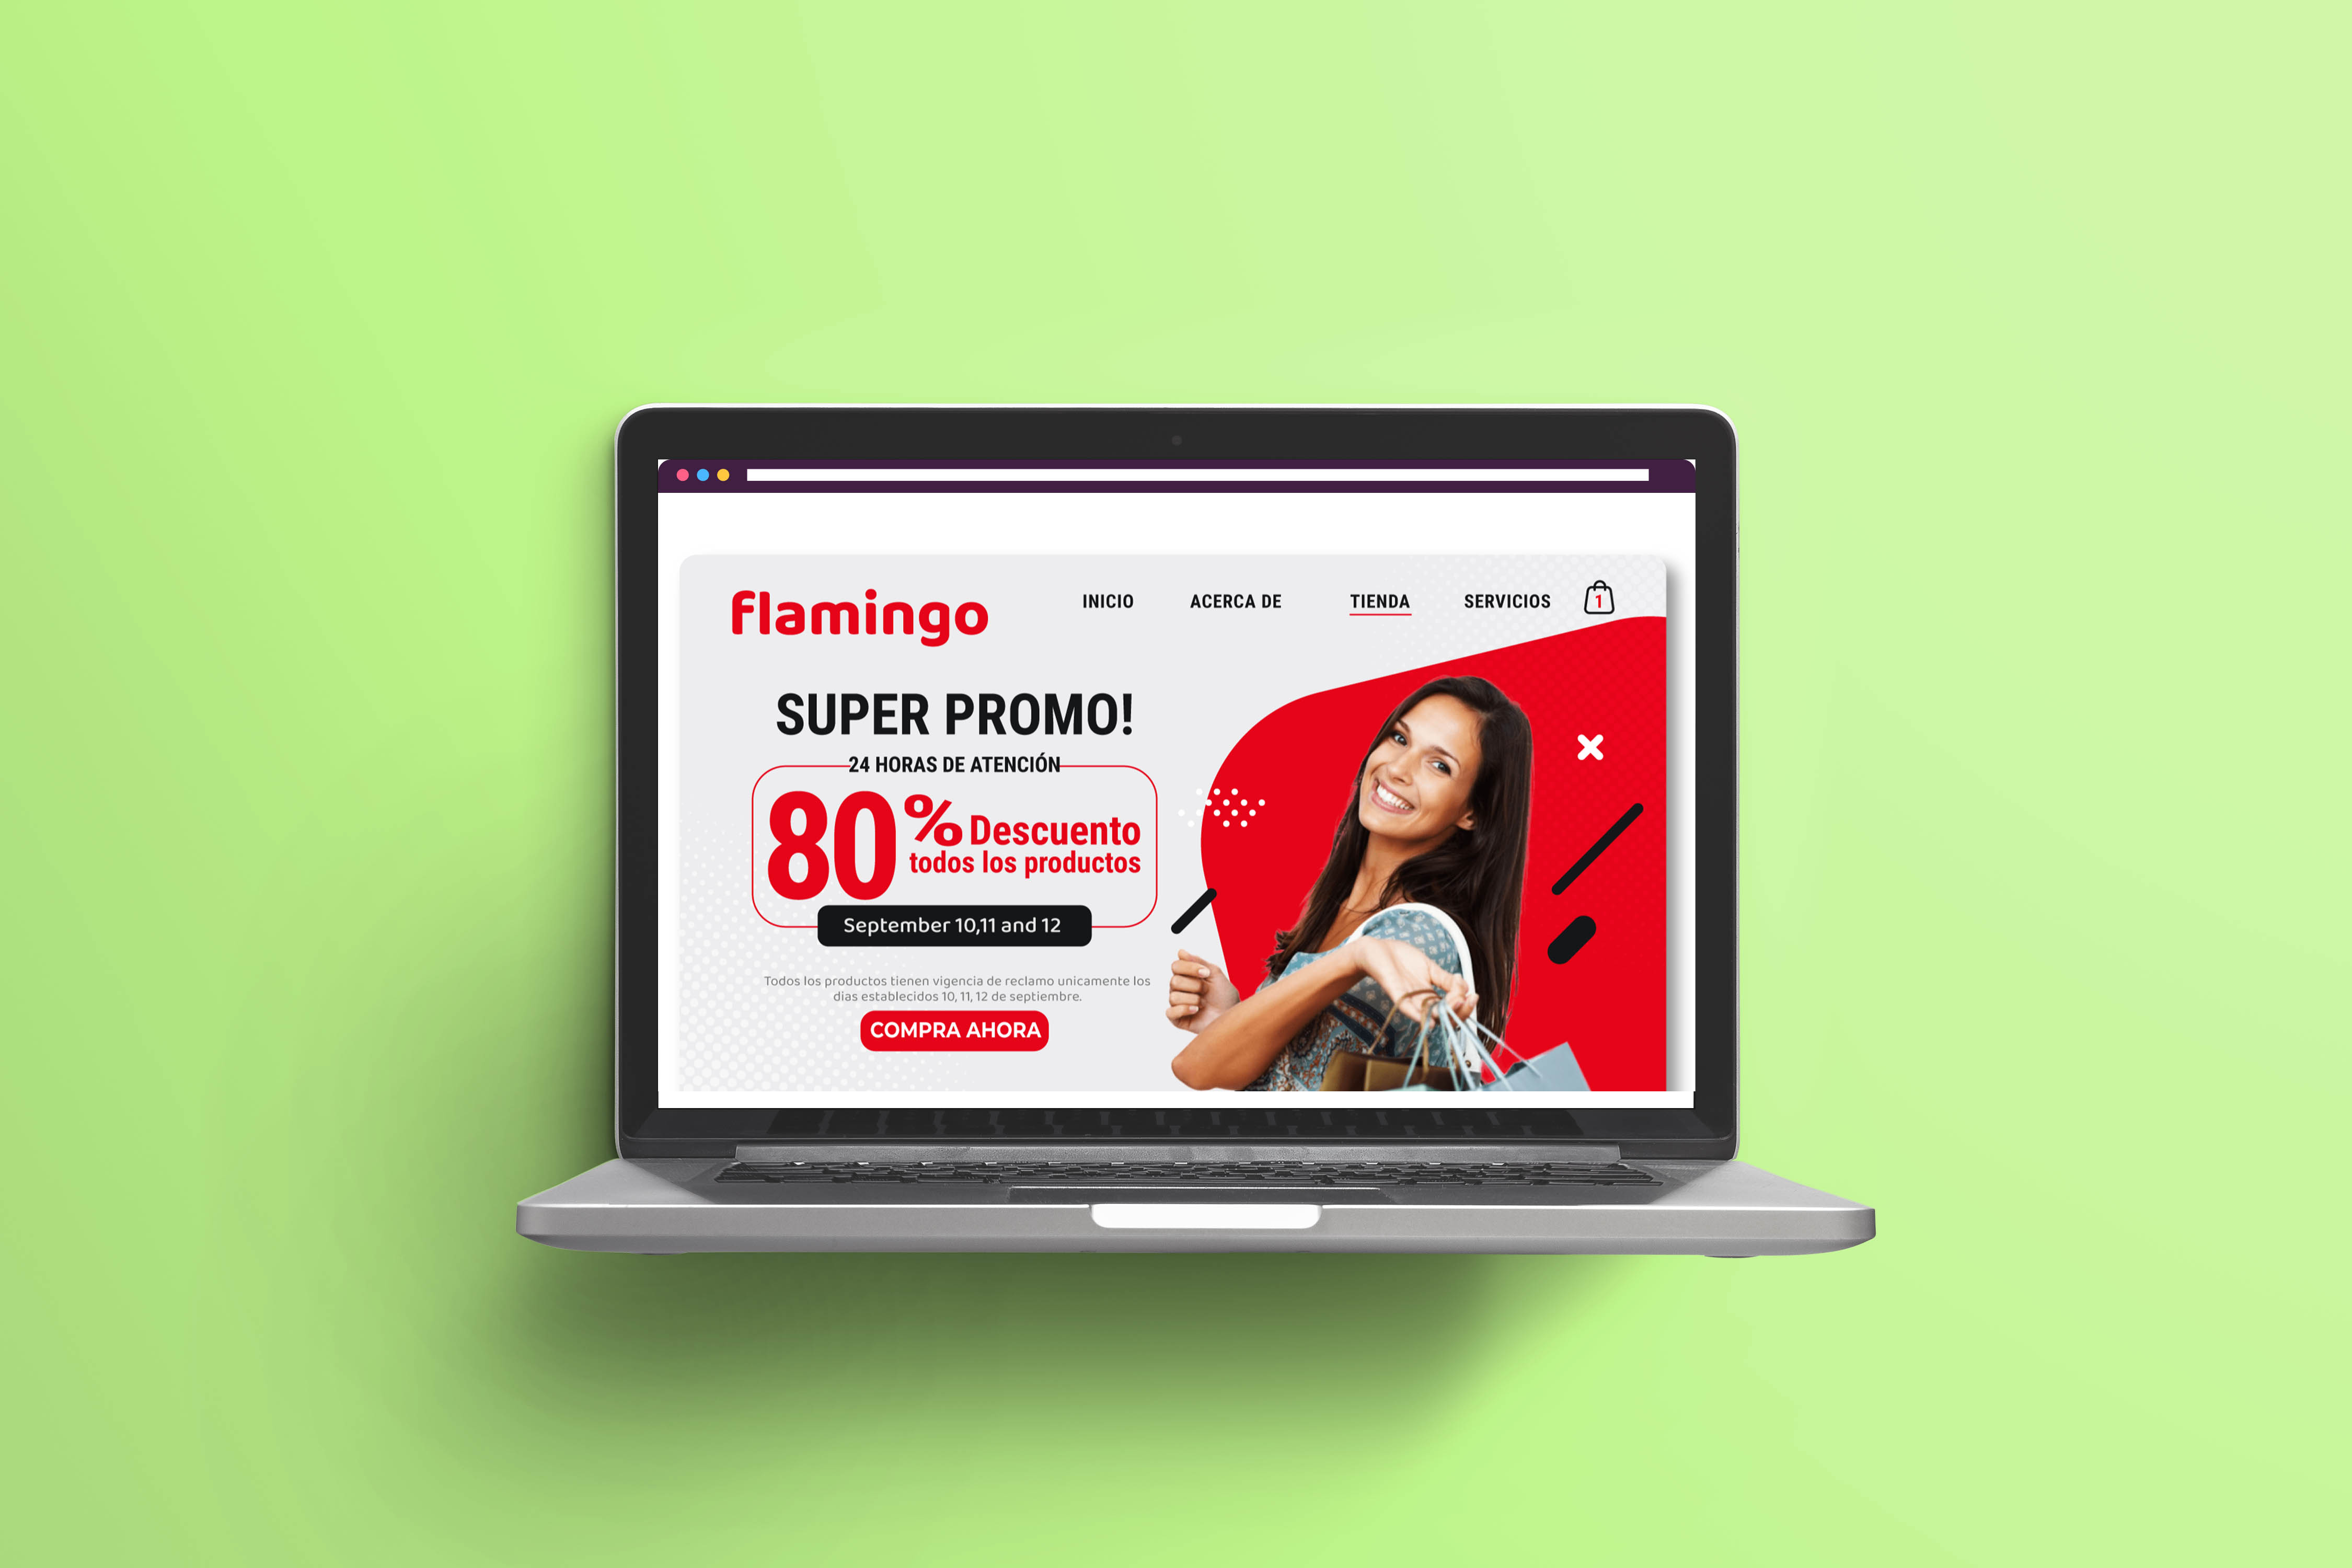 flamingo
INICIO
ACERCA DE
TIENDA
SERVICIOS
1
SUPER PROMO!
24 HORAS DE ATENCIÓN
80% Descuento
todos los productos
September 10,11 and 12
Todos los productos tienen vigencia de reclamo unicamente los
dias establecidos 10, 11, 12 de septiembre.
COMPRA AHORA